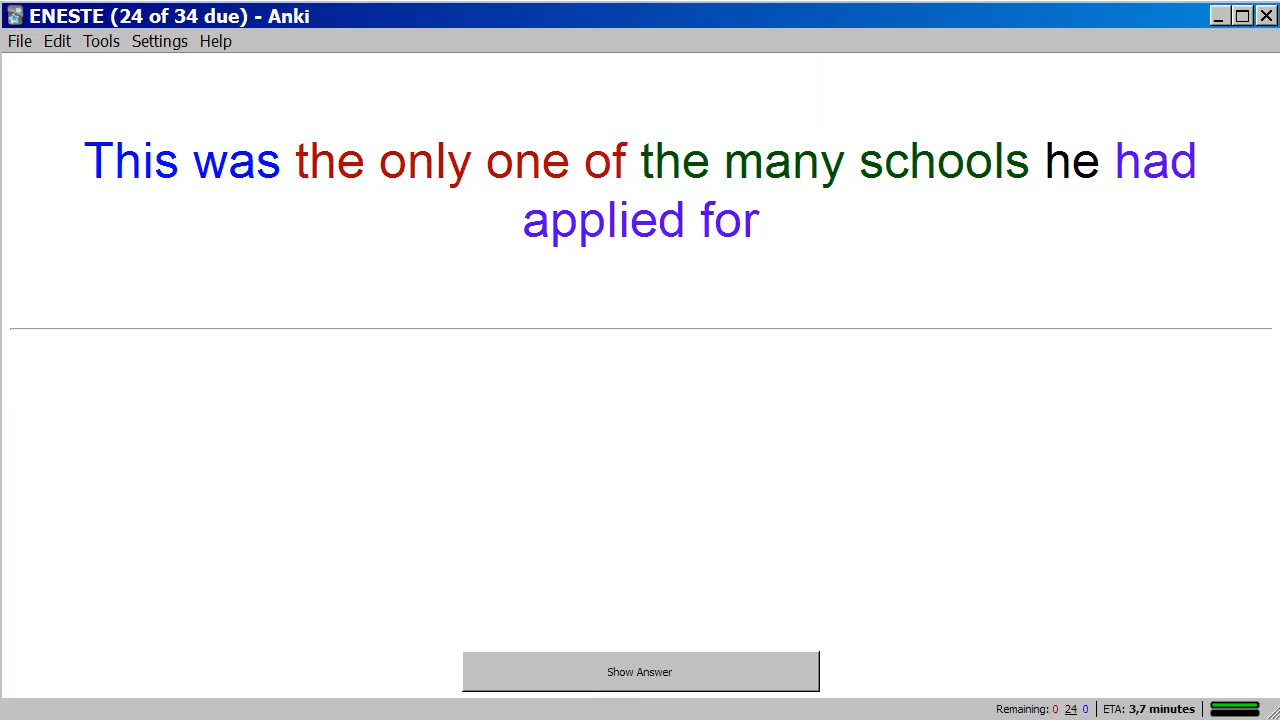 ENESTE (24 of 34 due) - Anki
File Edit Tools Settings Help
This was the only one of the many schools he had
applied for
Show Answer
Remaining: 0 24 0 ETA: 3,7 minutes